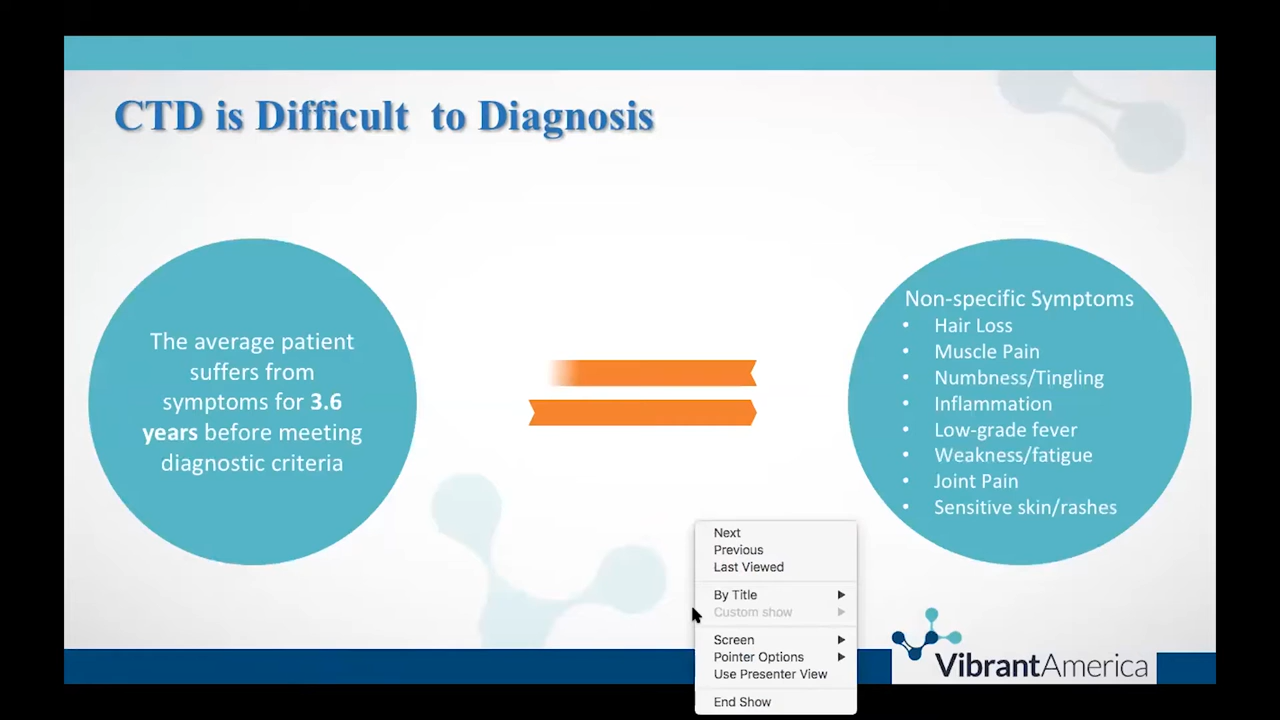 CTD is Difficult to Diagnosis
The average patient
suffers from
symptoms for 3.6
years before meeting
diagnostic criteria
Non-specific Symptoms
• Hair Loss
• Muscle Pain
• Numbness/Tingling
• Inflammation
• Low-grade fever
• Weakness/fatigue
• Joint Pain
• Sensitive skin/rashes
Next
Previous
Last Viewed
By Title
Custom show
Screen
Pointer Options
Use Presenter View
End Show
VibrantAmerica